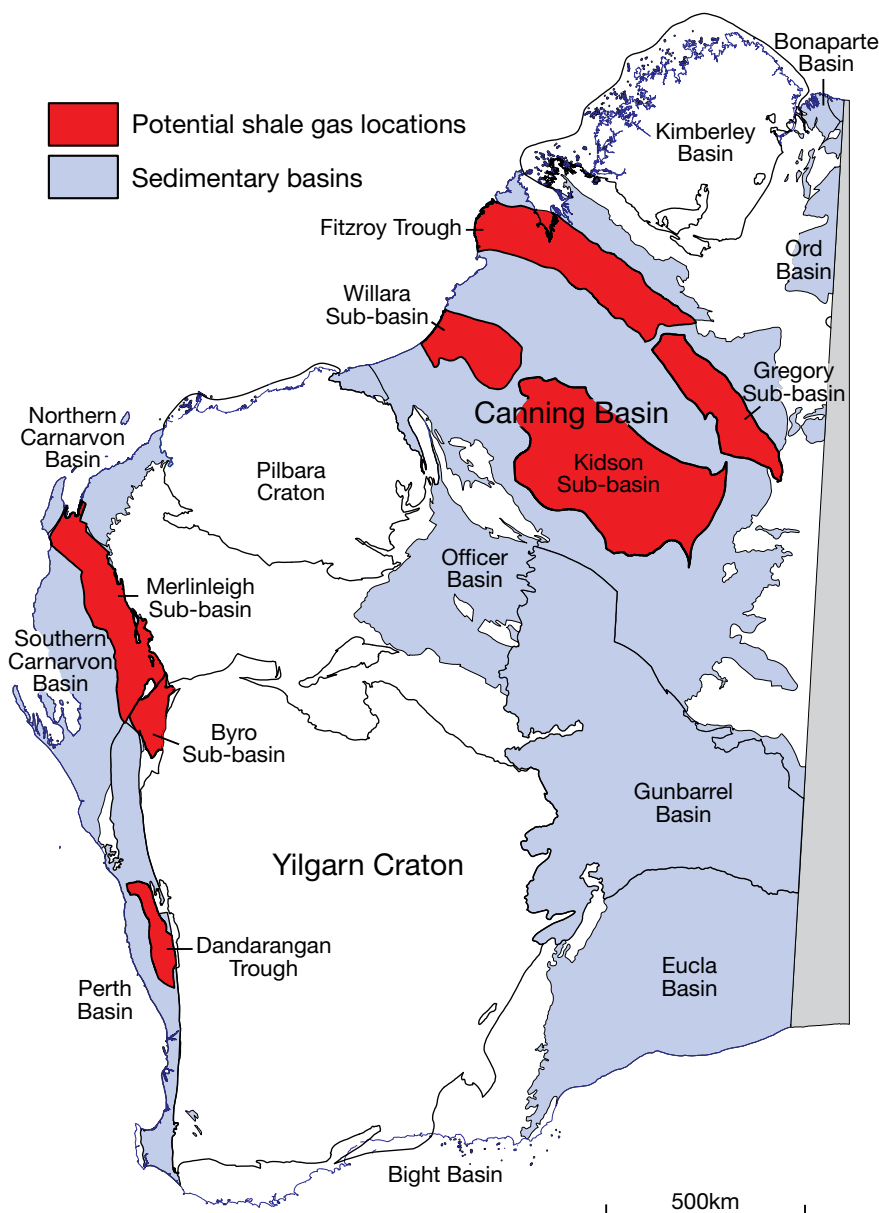 Bonaparte
Basin
Potential shale gas locations
Sedimentary basins
Kimberley
Basin
Fitzroy Trough
Ord
Basin
Willara
Sub-basin
Gregory
Sub-basin
Canning Basin
Northern
Carnarvon
Basin
Pilbara
Craton
Kidson
Sub-basin
Officer
Basin
Merlinleigh
Sub-basin
Southern
Carnarvon
Basin
Byro
Sub-basin
Gunbarrel
Basin
Yilgarn Craton
Dandarangan
Trough
Perth
Basin
Eucla
Basin
Bight Basin
500km